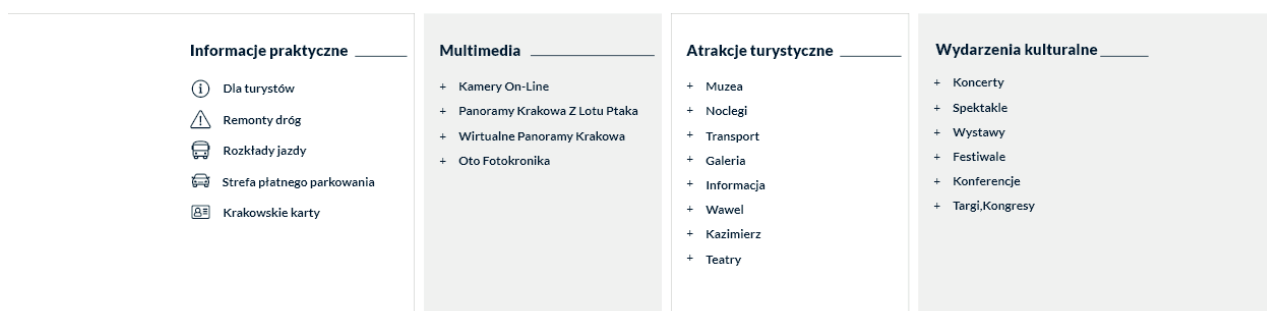 Informacje praktyczne
Dla turystów
Remonty dróg
Rozkłady jazdy
Strefa płatnego parkowania
Krakowskie karty
Multimedia
+ Kamery On-Line
+ Panoramy Krakowa Z Lotu Ptaka
+ Wirtualne Panoramy Krakowa
+ Oto Fotokronika
Atrakcje turystyczne
+ Muzea
+ Noclegi
+ Transport
+ Galeria
+ Informacja
+ Wawel
+ Kazimierz
+ Teatry
Wydarzenia kulturalne
+ Koncerty
+ Spektakle
+ Wystawy
+ Festiwale
+ Konferencje
+ Targi,Kongresy